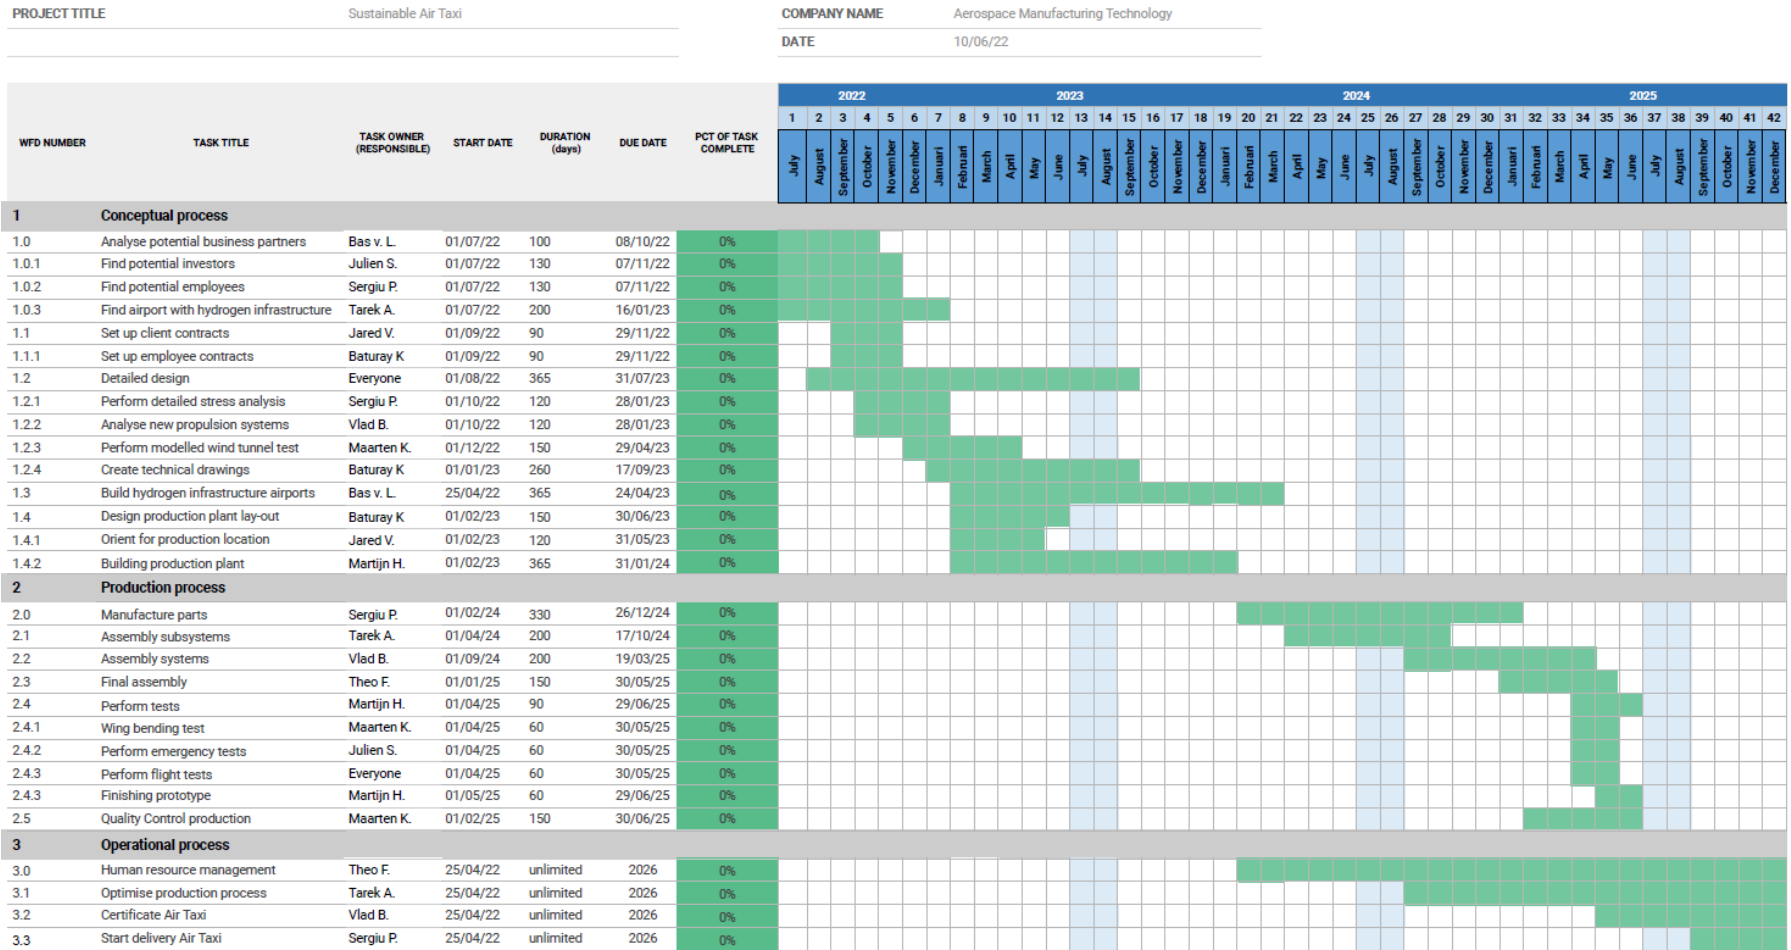 PROJECT TITLE Sustainable Air Taxi COMPANY NAME Aerospace Manufacturing Technology
DATE 10/06/22
2022 2023 2024 2025
1 2 3 4 5 6 7 8 9 10 11 12 13 14 15 16 17 18 19 20 21 22 23 24 25 26 27 28 29 30 31 32 33 34 35 36 37 38 39 40 41 42
WFD NUMBER TASK TITLE TASK OWNER (RESPONSIBLE) START DATE DURATION (days) DUE DATE PCT OF TASK COMPLETE July August September October November December Januari Februari March April May June July August September October November December Januari Februari March April May June July August September October November December Januari Februari March April May June July August September October November December
1 Conceptual process
1.0 Analyse potential business partners Bas v. L. 01/07/22 100 08/10/22 0%
1.0.1 Find potential investors Julien S. 01/07/22 130 07/11/22 0%
1.0.2 Find potential employees Sergiu P. 01/07/22 130 07/11/22 0%
1.0.3 Find airport with hydrogen infrastructure Tarek A. 01/07/22 200 16/01/23 0%
1.1 Set up client contracts Jared V. 01/09/22 90 29/11/22 0%
1.1.1 Set up employee contracts Baturay K 01/09/22 90 29/11/22 0%
1.2 Detailed design Everyone 01/08/22 365 31/07/23 0%
1.2.1 Perform detailed stress analysis Sergiu P. 01/10/22 120 28/01/23 0%
1.2.2 Analyse new propulsion systems Vlad B. 01/10/22 120 28/01/23 0%
1.2.3 Perform modelled wind tunnel test Maarten K. 01/12/22 150 29/04/23 0%
1.2.4 Create technical drawings Baturay K 01/01/23 260 17/09/23 0%
1.3 Build hydrogen infrastructure airports Bas v. L. 25/04/22 365 24/04/23 0%
1.4 Design production plant lay-out Baturay K 01/02/23 150 30/06/23 0%
1.4.1 Orient for production location Jared V. 01/02/23 120 31/05/23 0%
1.4.2 Building production plant Martijn H. 01/02/23 365 31/01/24 0%
2 Production process
2.0 Manufacture parts Sergiu P. 01/02/24 330 26/12/24 0%
2.1 Assembly subsystems Tarek A. 01/04/24 200 17/10/24 0%
2.2 Assembly systems Vlad B. 01/09/24 200 19/03/25 0%
2.3 Final assembly Theo F. 01/01/25 150 30/05/25 0%
2.4 Perform tests Martijn H. 01/04/25 90 29/06/25 0%
2.4.1 Wing bending test Maarten K. 01/04/25 60 30/05/25 0%
2.4.2 Perform emergency tests Julien S. 01/04/25 60 30/05/25 0%
2.4.3 Perform flight tests Everyone 01/04/25 60 30/05/25 0%
2.4.3 Finishing prototype Martijn H. 01/05/25 60 29/06/25 0%
2.5 Quality Control production Maarten K. 01/02/25 150 30/06/25 0%
3 Operational process
3.0 Human resource management Theo F. 25/04/22 unlimited 2026 0%
3.1 Optimise production process Tarek A. 25/04/22 unlimited 2026 0%
3.2 Certificate Air Taxi Vlad B. 25/04/22 unlimited 2026 0%
3.3 Start delivery Air Taxi Sergiu P. 25/04/22 unlimited 2026 0%